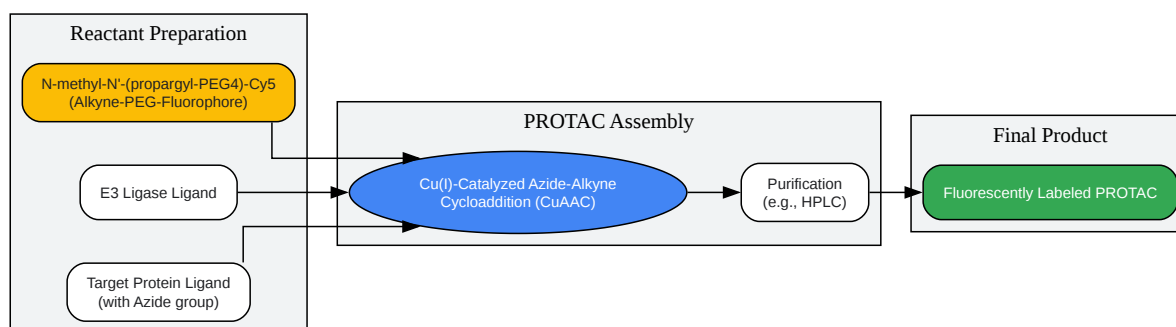 Reactant Preparation
N-methyl-N'-(propargyl-PEG4)-Cy5
(Alkyne-PEG-Fluorophore)
E3 Ligase Ligand
Target Protein Ligand
(with Azide group)
PROTAC Assembly
Cu(I)-Catalyzed Azide-Alkyne
Cycloaddition (CuAAC)
Purification
(e.g., HPLC)
Final Product
Fluorescently Labeled PROTAC